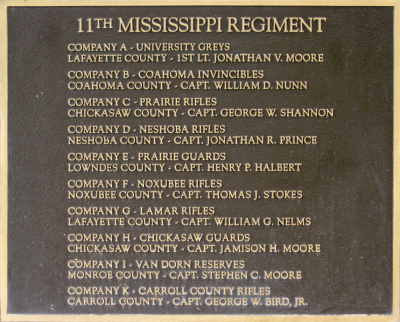 11TH MISSISSIPPI REGIMENT
COMPANY A - UNIVERSITY GREYS
LAFAYETTE COUNTY - 1ST LT. JONATHAN V. MOORE
COMPANY B - COAHOMA INVINCIBLES
COAHOMA COUNTY - CAPT. WILLIAM D. NUNN
COMPANY C - PRAIRIE RIFLES
CHICKASAW COUNTY - CAPT. GEORGE W. SHANNON
COMPANY D - NESHOBA RIFLES
NESHOBA COUNTY - CAPT. JONATHAN R. PRINCE
COMPANY E - PRAIRIE GUARDS
LOWNDES COUNTY - CAPT. HENRY P. HALBERT
COMPANY F - NOXUBEE RIFLES
NOXUBEE COUNTY - CAPT. THOMAS J. STOKES
COMPANY G - LAMAR RIFLES
LAFAYETTE COUNTY - CAPT. WILLIAM G. NELMS
COMPANY H - CHICKASAW GUARDS
CHICKASAW COUNTY - CAPT. JAMISON H. MOORE
COMPANY I - VAN DORN RESERVES
MONROE COUNTY - CAPT. STEPHEN C. MOORE
COMPANY K - CARROLL COUNTY RIFLES
CARROLL COUNTY - CAPT. GEORGE W. BIRD, JR.